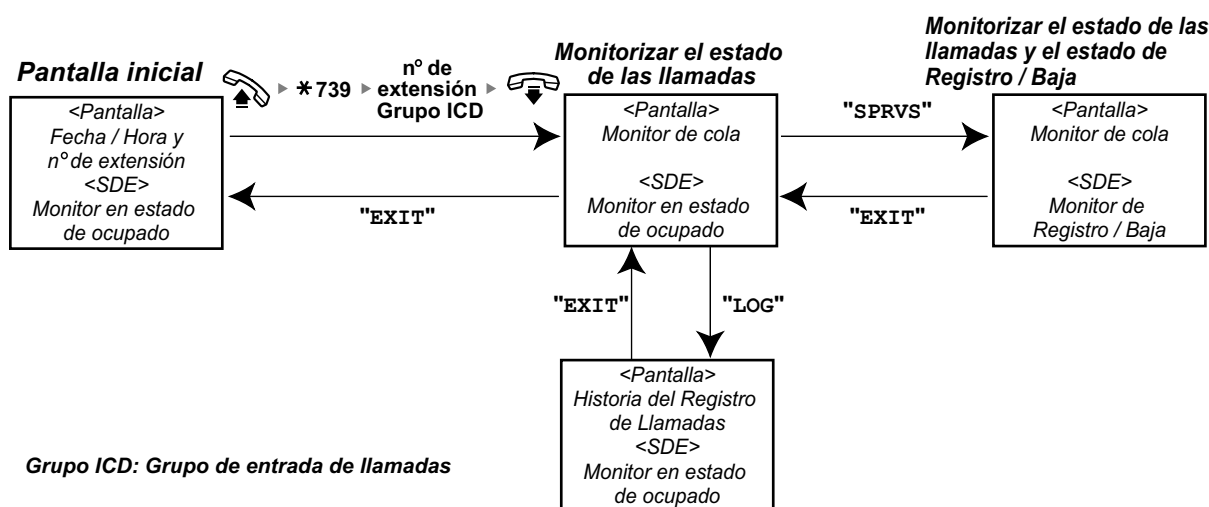 Pantalla inicial
<Pantalla>
Fecha / Hora y
nº de extensión
<SDE>
Monitor en estado
de ocupado
*739
nº de
extensión
Grupo ICD
"EXIT"
Monitorizar el estado
de las llamadas
<Pantalla>
Monitor de cola
<SDE>
Monitor en estado
de ocupado
"SPRVS"
"EXIT"
Monitorizar el estado de las
llamadas y el estado de
Registro / Baja
<Pantalla>
Monitor de cola
<SDE>
Monitor de
Registro / Baja
"EXIT"
"LOG"
<Pantalla>
Historia del Registro
de Llamadas
<SDE>
Monitor en estado
de ocupado
Grupo ICD: Grupo de entrada de llamadas